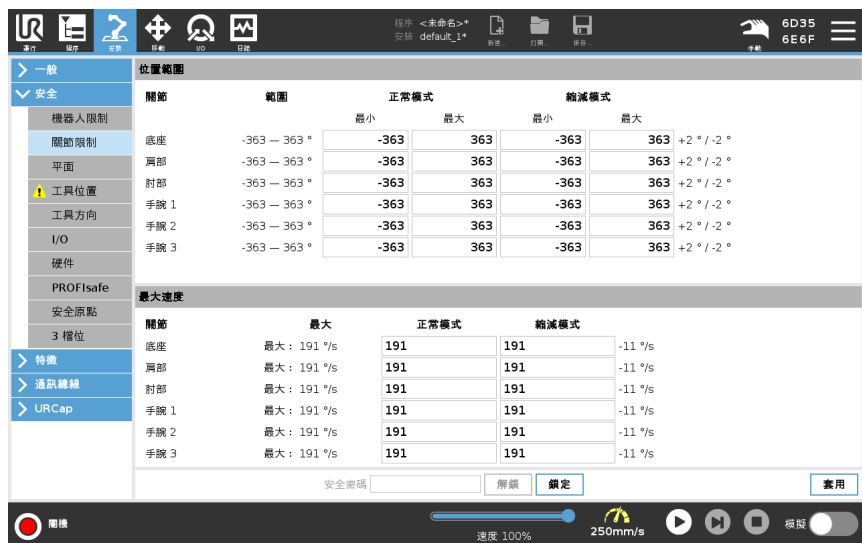 UR
程序 <未命名>*
安裝 default_1*
6D35
6E6F
運行 程序 安裝 移動 I/O 日誌 新建... 打開... 保存... 手動
一般
安全
機器人限制
關節限制
平面
工具位置
工具方向
I/O
硬件
PROFIsafe
安全原點
3 檔位
特徵
通訊總線
URCap
位置範圍
關節 範圍 正常模式 縮減模式
最小 最大 最小 最大
底座 -363 — 363 ° -363 363 -363 363 +2 ° / -2 °
肩部 -363 — 363 ° -363 363 -363 363 +2 ° / -2 °
肘部 -363 — 363 ° -363 363 -363 363 +2 ° / -2 °
手腕 1 -363 — 363 ° -363 363 -363 363 +2 ° / -2 °
手腕 2 -363 — 363 ° -363 363 -363 363 +2 ° / -2 °
手腕 3 -363 — 363 ° -363 363 -363 363 +2 ° / -2 °
最大速度
關節 最大 正常模式 縮減模式
底座 最大： 191 °/s 191 191 -11 °/s
肩部 最大： 191 °/s 191 191 -11 °/s
肘部 最大： 191 °/s 191 191 -11 °/s
手腕 1 最大： 191 °/s 191 191 -11 °/s
手腕 2 最大： 191 °/s 191 191 -11 °/s
手腕 3 最大： 191 °/s 191 191 -11 °/s
安全密碼 解鎖 鎖定 套用
關機
速度 100%
250mm/s
模擬